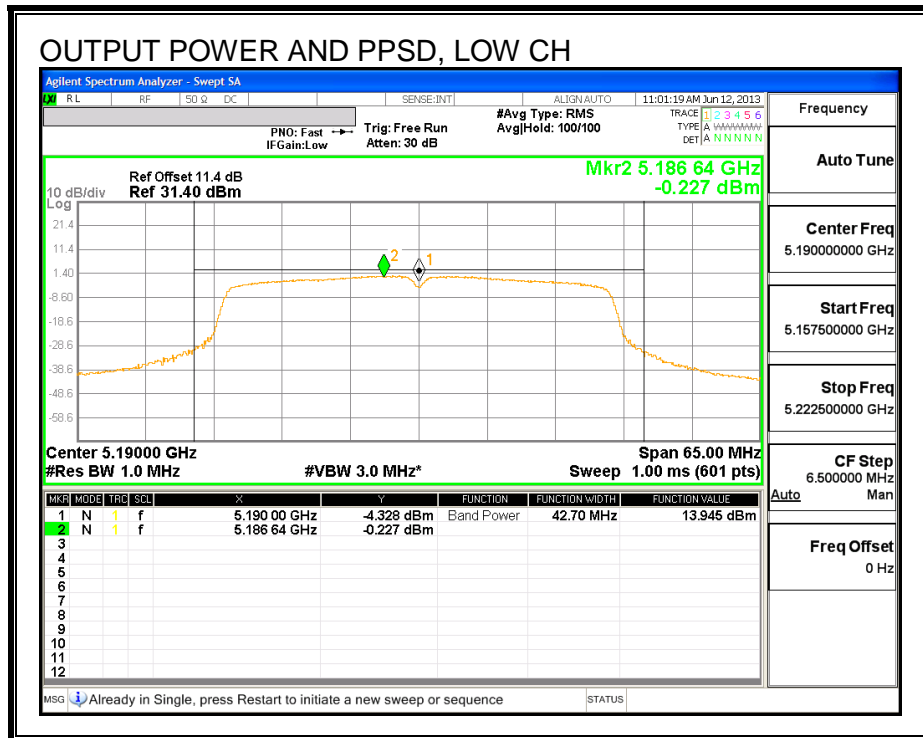 OUTPUT POWER AND PPSD, LOW CH
Agilent Spectrum Analyzer - Swept SA
LXI RL RF 50 Ω DC SENSE:INT ALIGNAUTO 11:01:19 AM Jun 12, 2013
PNO: Fast IFGain:Low Trig: Free Run Atten: 30 dB #Avg Type: RMS Avg|Hold: 100/100
TRACE 1 2 3 4 5 6
TYPE A WWWWW
DET A N N N N N
Ref Offset 11.4 dB
10 dB/div Ref 31.40 dBm
Log
Mkr2 5.186 64 GHz
-0.227 dBm
21.4
11.4
1.40
-8.60
-18.6
-28.6
-38.6
-48.6
-58.6
2
1
Center 5.19000 GHz Span 65.00 MHz
#Res BW 1.0 MHz #VBW 3.0 MHz* Sweep 1.00 ms (601 pts)
MKR MODE TRC SCL X Y FUNCTION FUNCTION WIDTH FUNCTION VALUE
1 N 1 f 5.190 00 GHz -4.328 dBm Band Power 42.70 MHz 13.945 dBm
2 N 1 f 5.186 64 GHz -0.227 dBm
3
4
5
6
7
8
9
10
11
12
MSG Already in Single, press Restart to initiate a new sweep or sequence STATUS
Frequency
Auto Tune
Center Freq
5.190000000 GHz
Start Freq
5.157500000 GHz
Stop Freq
5.222500000 GHz
CF Step
6.500000 MHz
Auto Man
Freq Offset
0 Hz